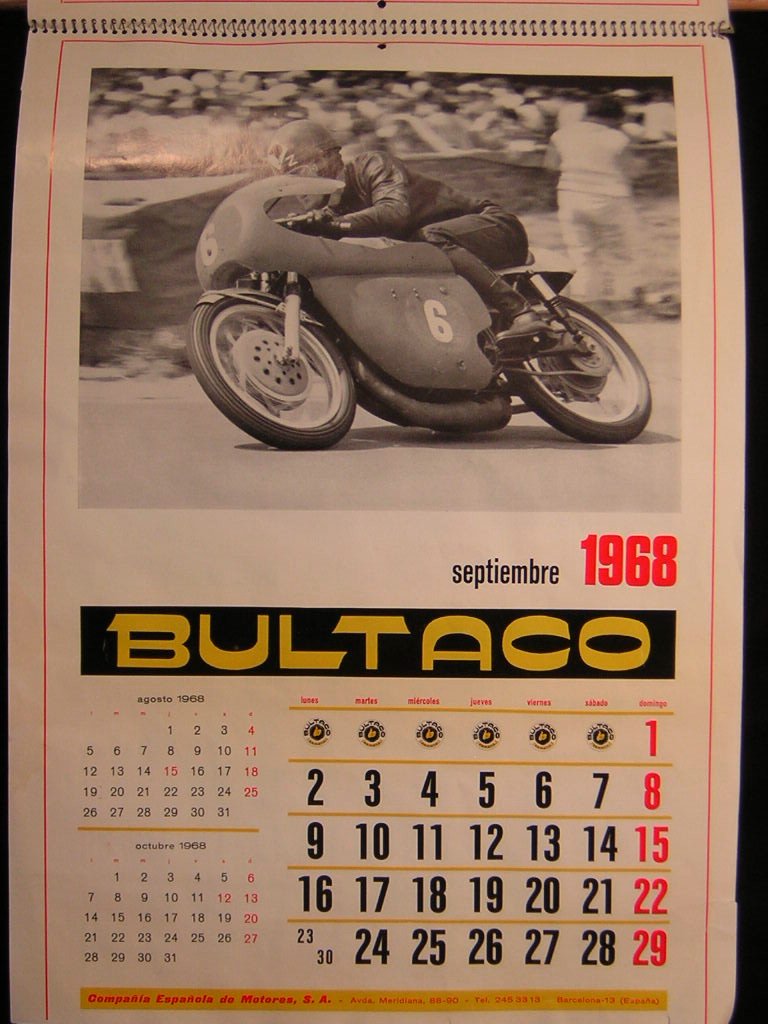 6
6
septiembre 1968
BULTACO
agosto 1968
l m m j v s d
1 2 3 4
5 6 7 8 9 10 11
12 13 14 15 16 17 18
19 20 21 22 23 24 25
26 27 28 29 30 31
octubre 1968
l m m j v s d
1 2 3 4 5 6
7 8 9 10 11 12 13
14 15 16 17 18 19 20
21 22 23 24 25 26 27
28 29 30 31
lunes martes miércoles jueves viernes sábado domingo
BULTACO BULTACO BULTACO BULTACO BULTACO BULTACO 1
2 3 4 5 6 7 8
9 10 11 12 13 14 15
16 17 18 19 20 21 22
23 30 24 25 26 27 28 29
Compañía Española de Motores, S. A. - Avda. Meridiana, 88-90 - Tel. 245 33 13 Barcelona-13 (España)